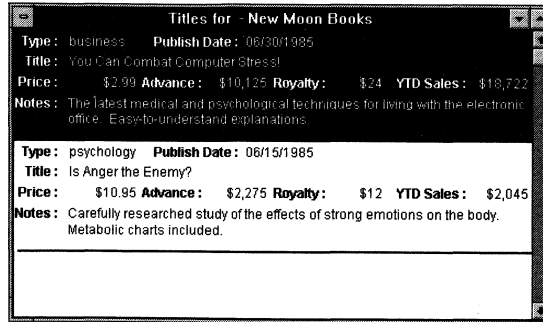 Titles for - New Moon Books
Type: business Publish Date: 06/30/1985
Title: You Can Combat Computer Stress!
Price: $2.99 Advance: $10,125 Royalty: $24 YTD Sales: $18,722
Notes: The latest medical and psychological techniques for living with the electronic
office. Easy-to-understand explanations.
Type: psychology Publish Date: 06/15/1985
Title: Is Anger the Enemy?
Price: $10.95 Advance: $2,275 Royalty: $12 YTD Sales: $2,045
Notes: Carefully researched study of the effects of strong emotions on the body.
Metabolic charts included.